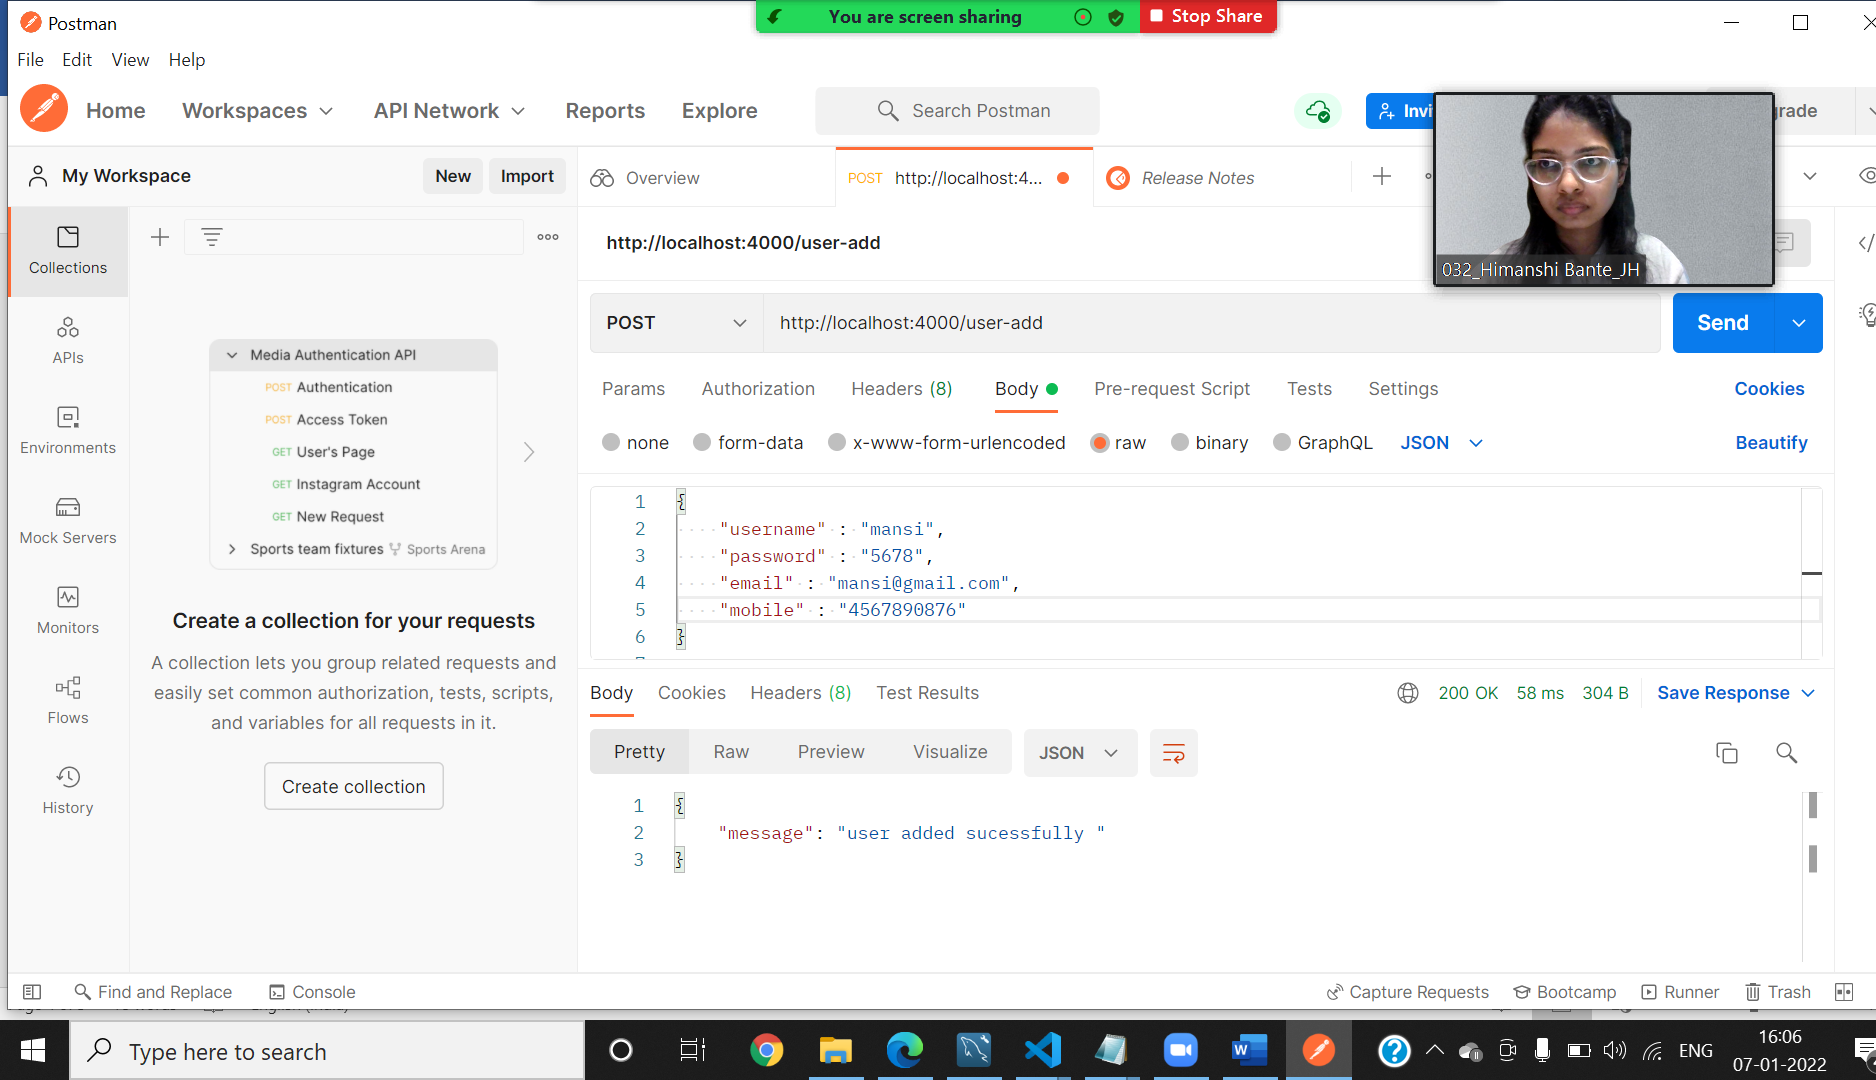 You are screen sharing
Stop Share
Postman
File Edit View Help
Home Workspaces API Network Reports Explore
Search Postman
My Workspace
New Import
Overview
POST http://localhost:4...
Release Notes
http://localhost:4000/user-add
032_Himanshi Bante_JH
POST http://localhost:4000/user-add
Send
Params Authorization Headers (8) Body Pre-request Script Tests Settings Cookies
none form-data x-www-form-urlencoded raw binary GraphQL JSON Beautify
1 {
2 "username" : "mansi",
3 "password" : "5678",
4 "email" : "mansi@gmail.com",
5 "mobile" : "4567890876"
6 }
Body Cookies Headers (8) Test Results 200 OK 58 ms 304 B Save Response
Pretty Raw Preview Visualize JSON
1 {
2 "message": "user added sucessfully "
3 }
Collections
APIs
Environments
Mock Servers
Monitors
Flows
History
Media Authentication API
POST Authentication
POST Access Token
GET User's Page
GET Instagram Account
GET New Request
Sports team fixtures Sports Arena
Create a collection for your requests
A collection lets you group related requests and
easily set common authorization, tests, scripts,
and variables for all requests in it.
Create collection
Find and Replace Console
Capture Requests Bootcamp Runner Trash
Type here to search
ENG
16:06
07-01-2022